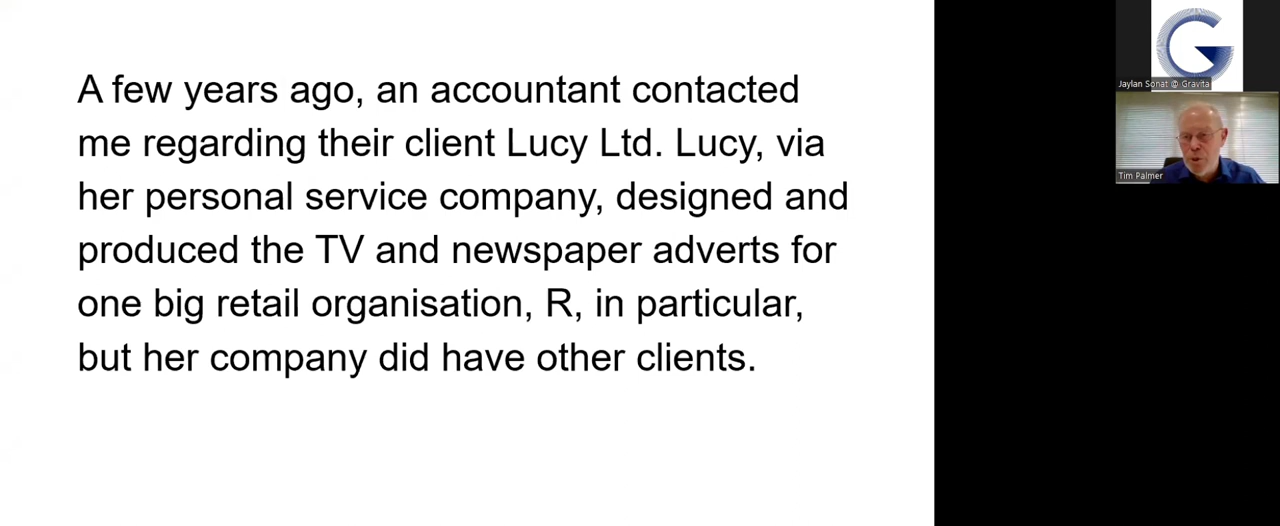 A few years ago, an accountant contacted
me regarding their client Lucy Ltd. Lucy, via
her personal service company, designed and
produced the TV and newspaper adverts for
one big retail organisation, R, in particular,
but her company did have other clients.
Jaylan Sonat @ Gravita
Tim Palmer